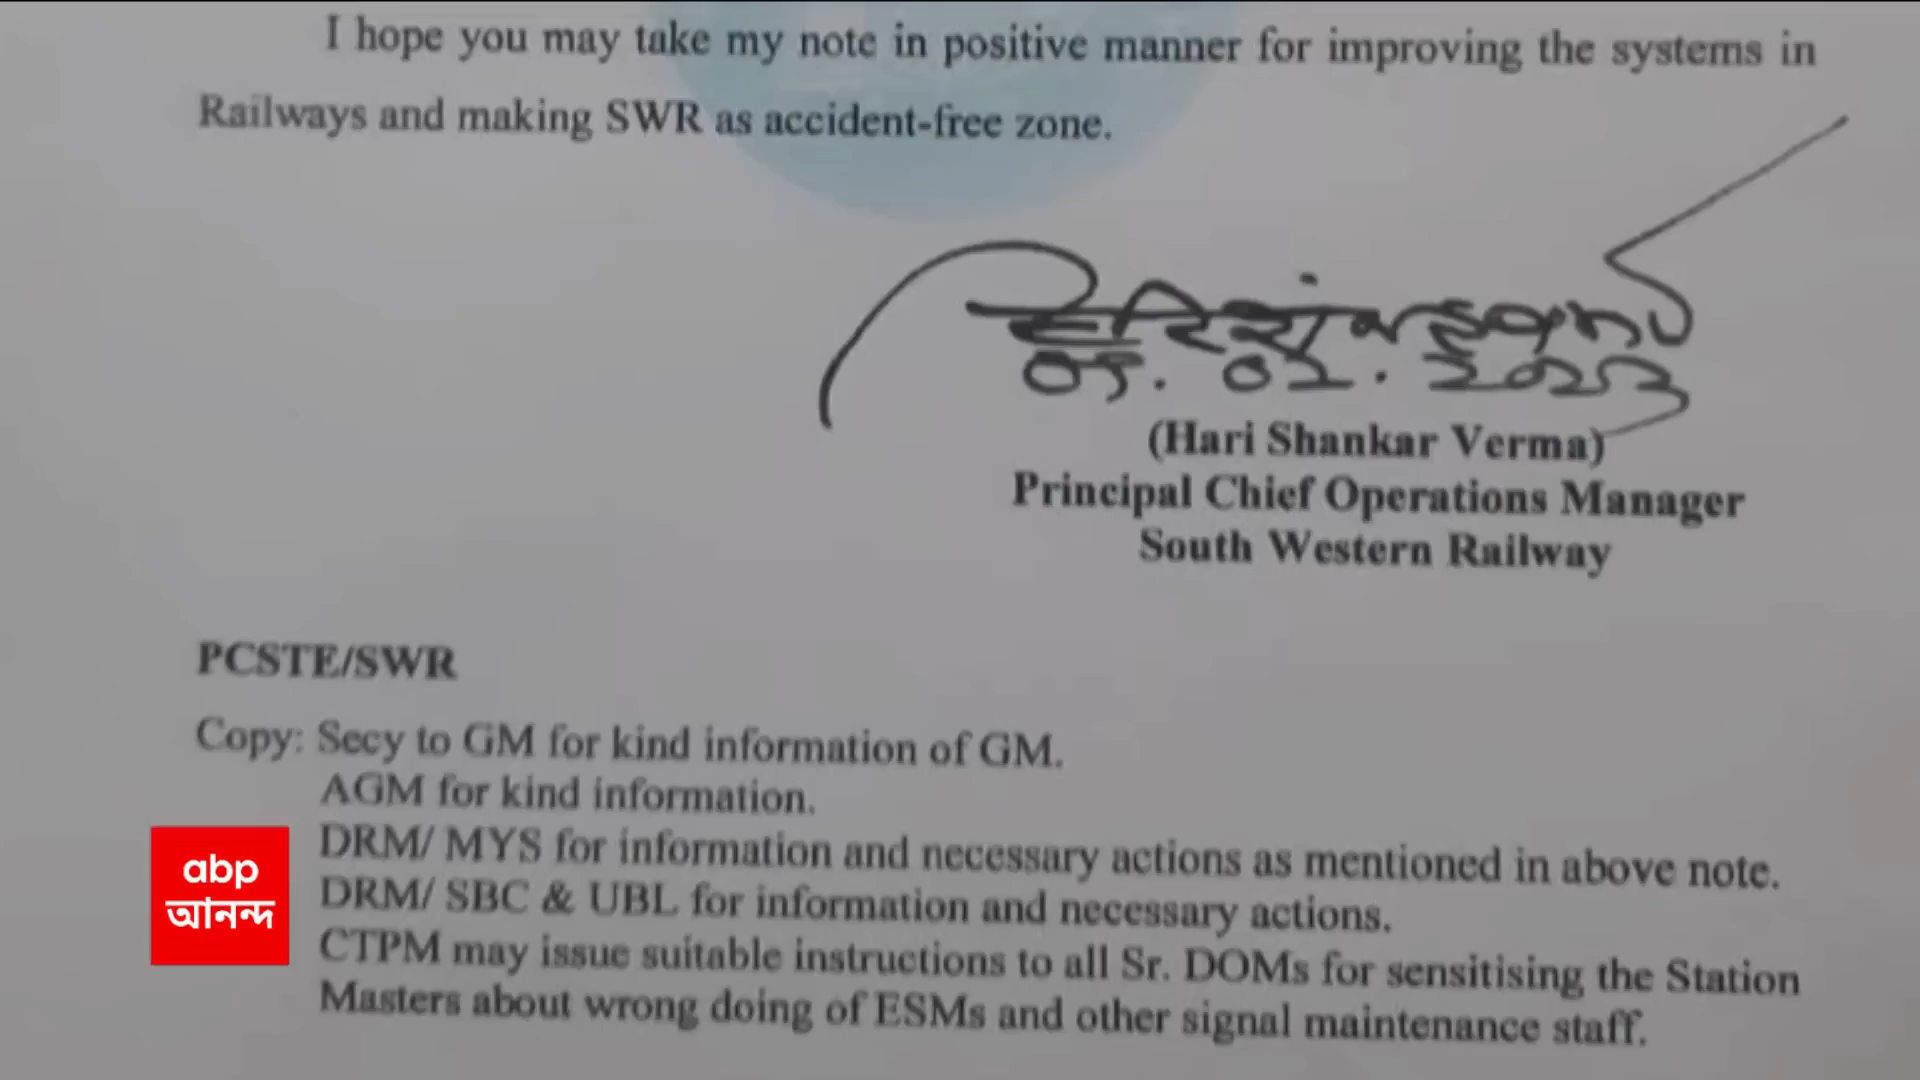 I hope you may take my note in positive manner for improving the systems in
Railways and making SWR as accident-free zone.
(Hari Shankar Verma)
Principal Chief Operations Manager
South Western Railway
PCSTE/SWR
Copy: Secy to GM for kind information of GM.
AGM for kind information.
DRM/ MYS for information and necessary actions as mentioned in above note.
DRM/ SBC & UBL for information and necessary actions.
CTPM may issue suitable instructions to all Sr. DOMs for sensitising the Station
Masters about wrong doing of ESMs and other signal maintenance staff.
abp
আনন্দ